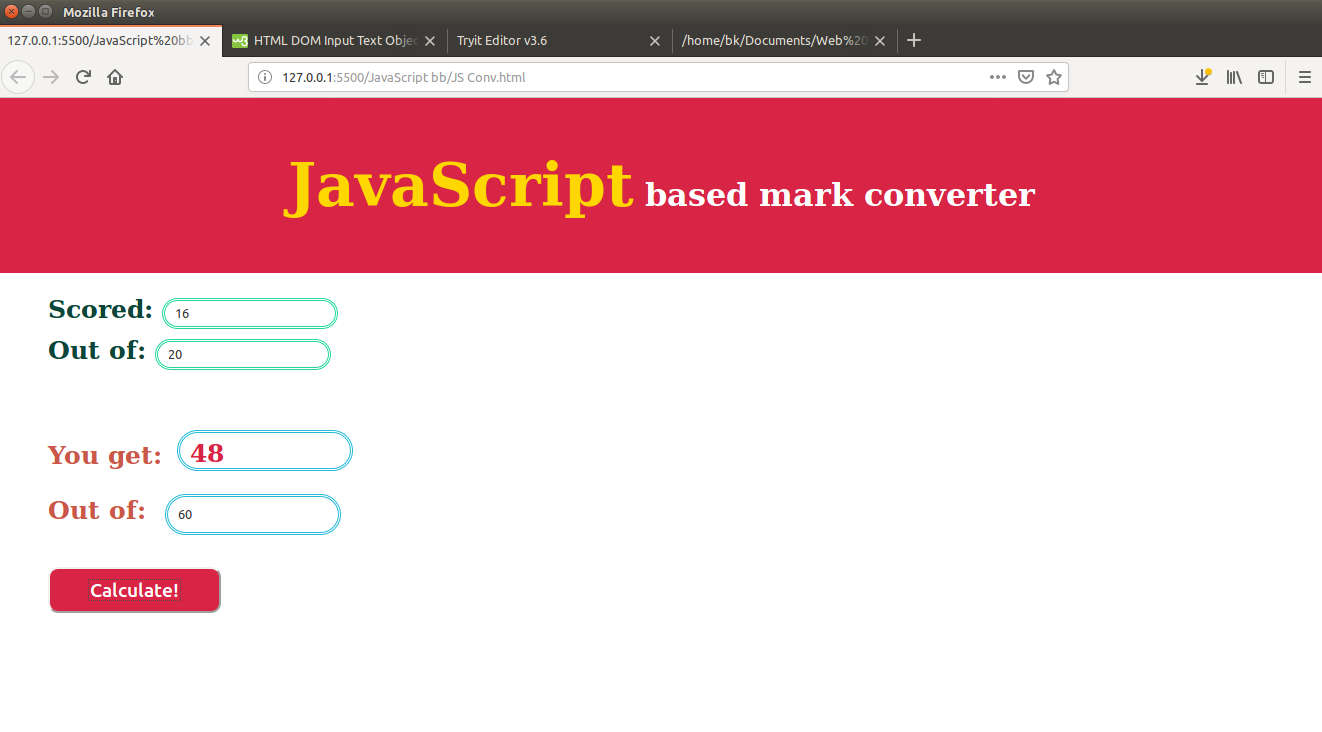 Mozilla Firefox
127.0.0.1:5500/JavaScript%20bb
HTML DOM Input Text Objec
Tryit Editor v3.6
/home/bk/Documents/Web%20
127.0.0.1:5500/JavaScript bb/JS Conv.html
JavaScript based mark converter
Scored: 16
Out of: 20
You get: 48
Out of: 60
Calculate!